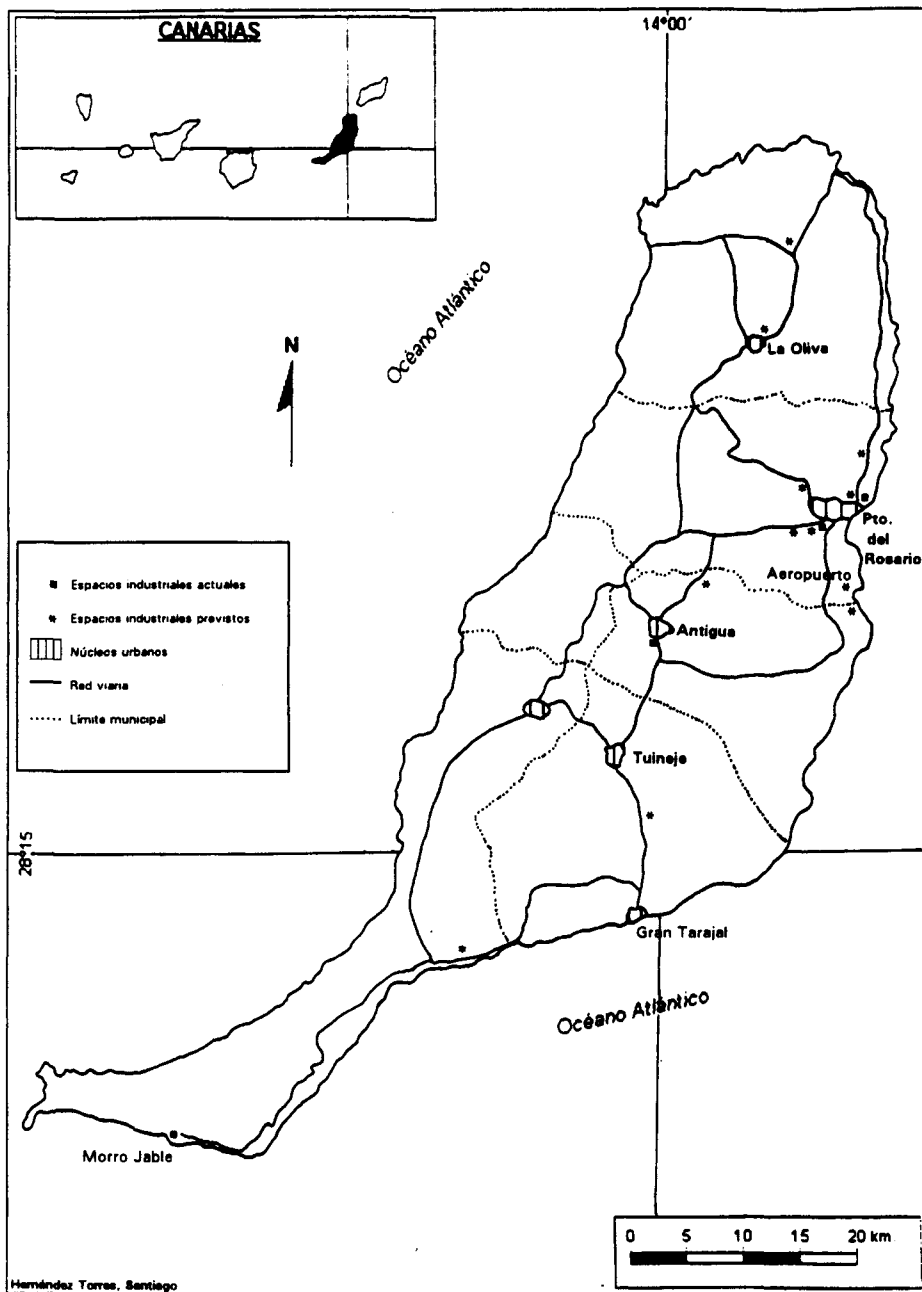 CANARIAS
14°00'
Océano Atlántico
N
La Oliva
Pto.
del
Rosario
Aeropuerto
Espacios industriales actuales
Espacios industriales previstos
Núcleos urbanos
Red viaria
Límite municipal
Antigua
Tuineje
28°15
Gran Tarajal
Océano Atlántico
Morro Jable
0 5 10 15 20 km
Hernández Torres, Santiago